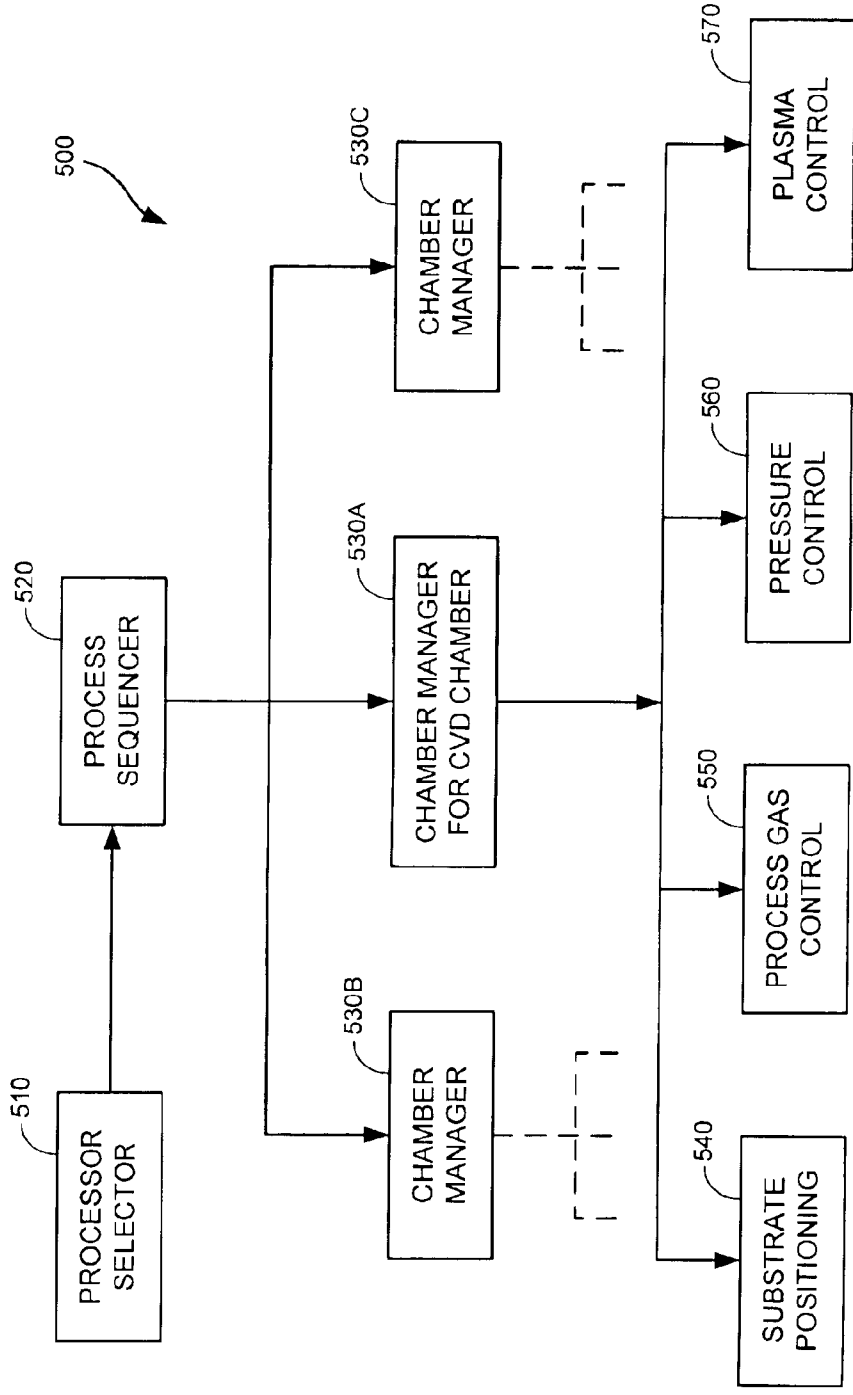 500
510
PROCESSOR
SELECTOR
520
PROCESS
SEQUENCER
530B
CHAMBER
MANAGER
530A
CHAMBER MANAGER
FOR CVD CHAMBER
530C
CHAMBER
MANAGER
540
SUBSTRATE
POSITIONING
550
PROCESS GAS
CONTROL
560
PRESSURE
CONTROL
570
PLASMA
CONTROL